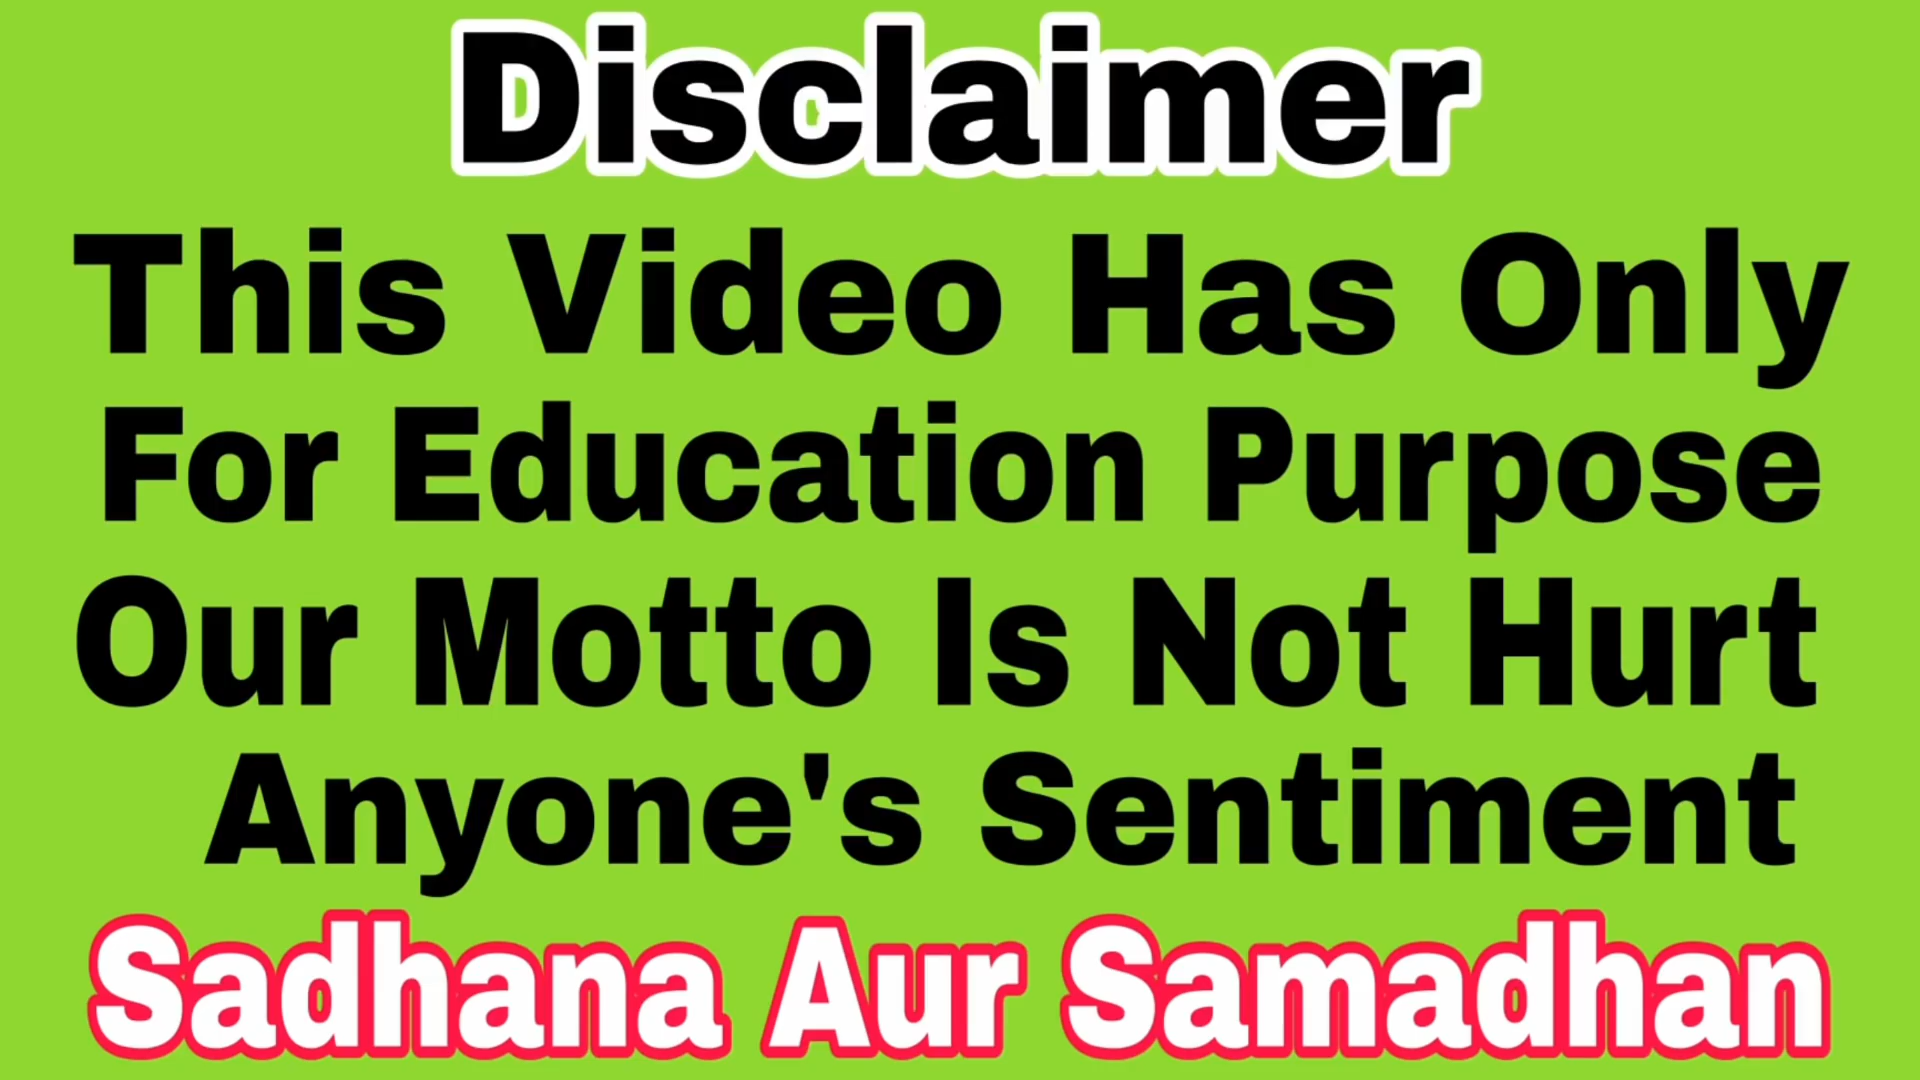 Disclaimer
This Video Has Only
For Education Purpose
Our Motto Is Not Hurt
Anyone's Sentiment
Sadhana Aur Samadhan